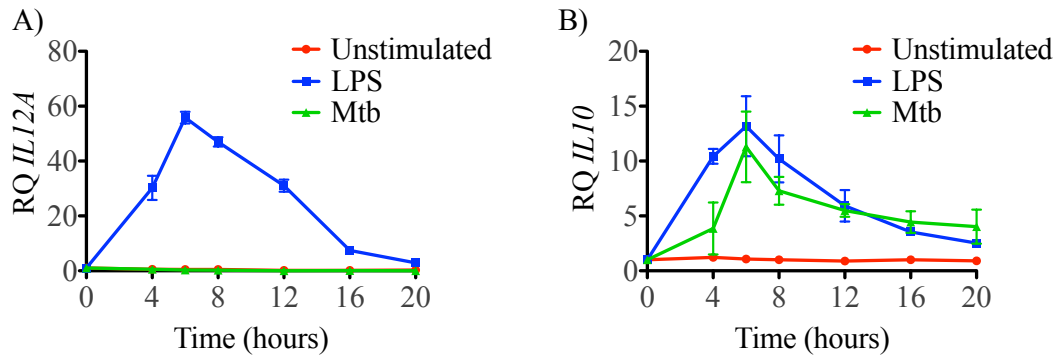 A)
80
60
40
20
0
RQ IL12A
Unstimulated
LPS
Mtb
0 4 8 12 16 20
Time (hours)
B)
20
15
10
5
0
RQ IL10
Unstimulated
LPS
Mtb
0 4 8 12 16 20
Time (hours)